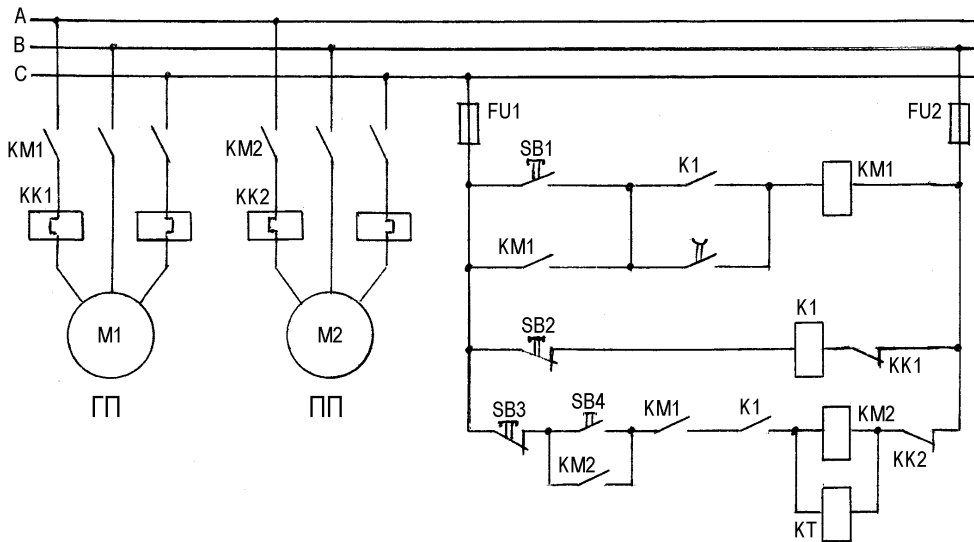 A
B
C
FU1
FU2
KM1
KM2
SB1
K1
KM1
KK1
KK2
KM1
K1
M1
M2
SB2
KK1
ГП
ПП
SB3
SB4
KM1
K1
KM2
KM2
KK2
KT